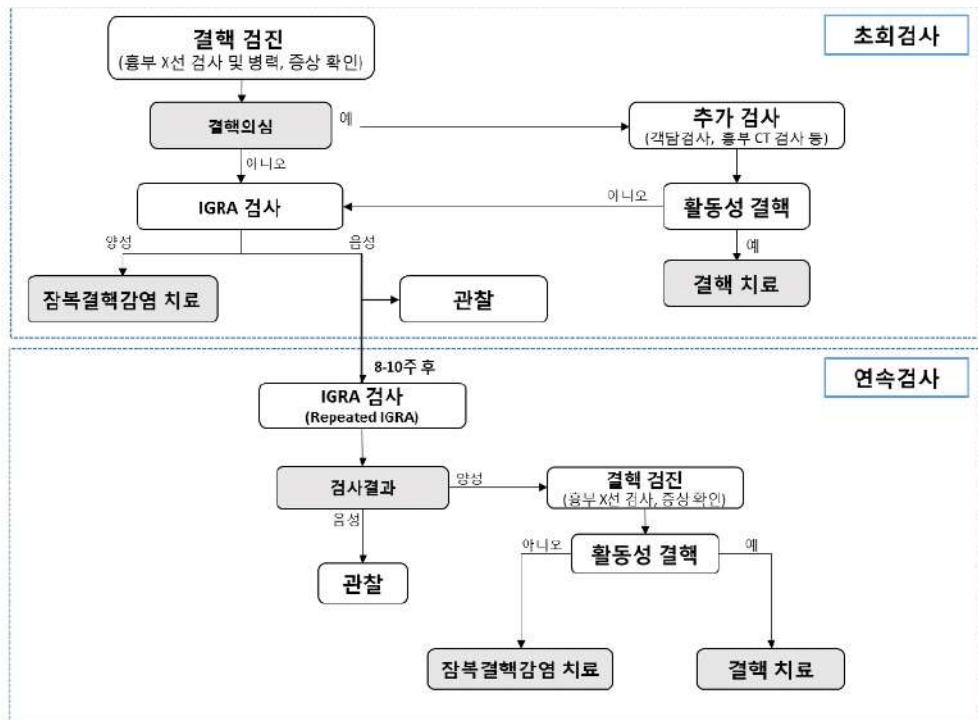 결핵 검진
(흉부 X선 검사 및 병력, 증상 확인)
초회검사
결핵의심
예
추가 검사
(객담검사, 흉부 CT 검사 등)
아니오
IGRA 검사
아니오
활동성 결핵
양성
음성
예
잠복결핵감염 치료
관찰
결핵 치료
8-10주 후
연속검사
IGRA 검사
(Repeated IGRA)
검사결과
양성
결핵 검진
(흉부 X선 검사, 증상 확인)
음성
아니오
활동성 결핵
예
관찰
잠복결핵감염 치료
결핵 치료